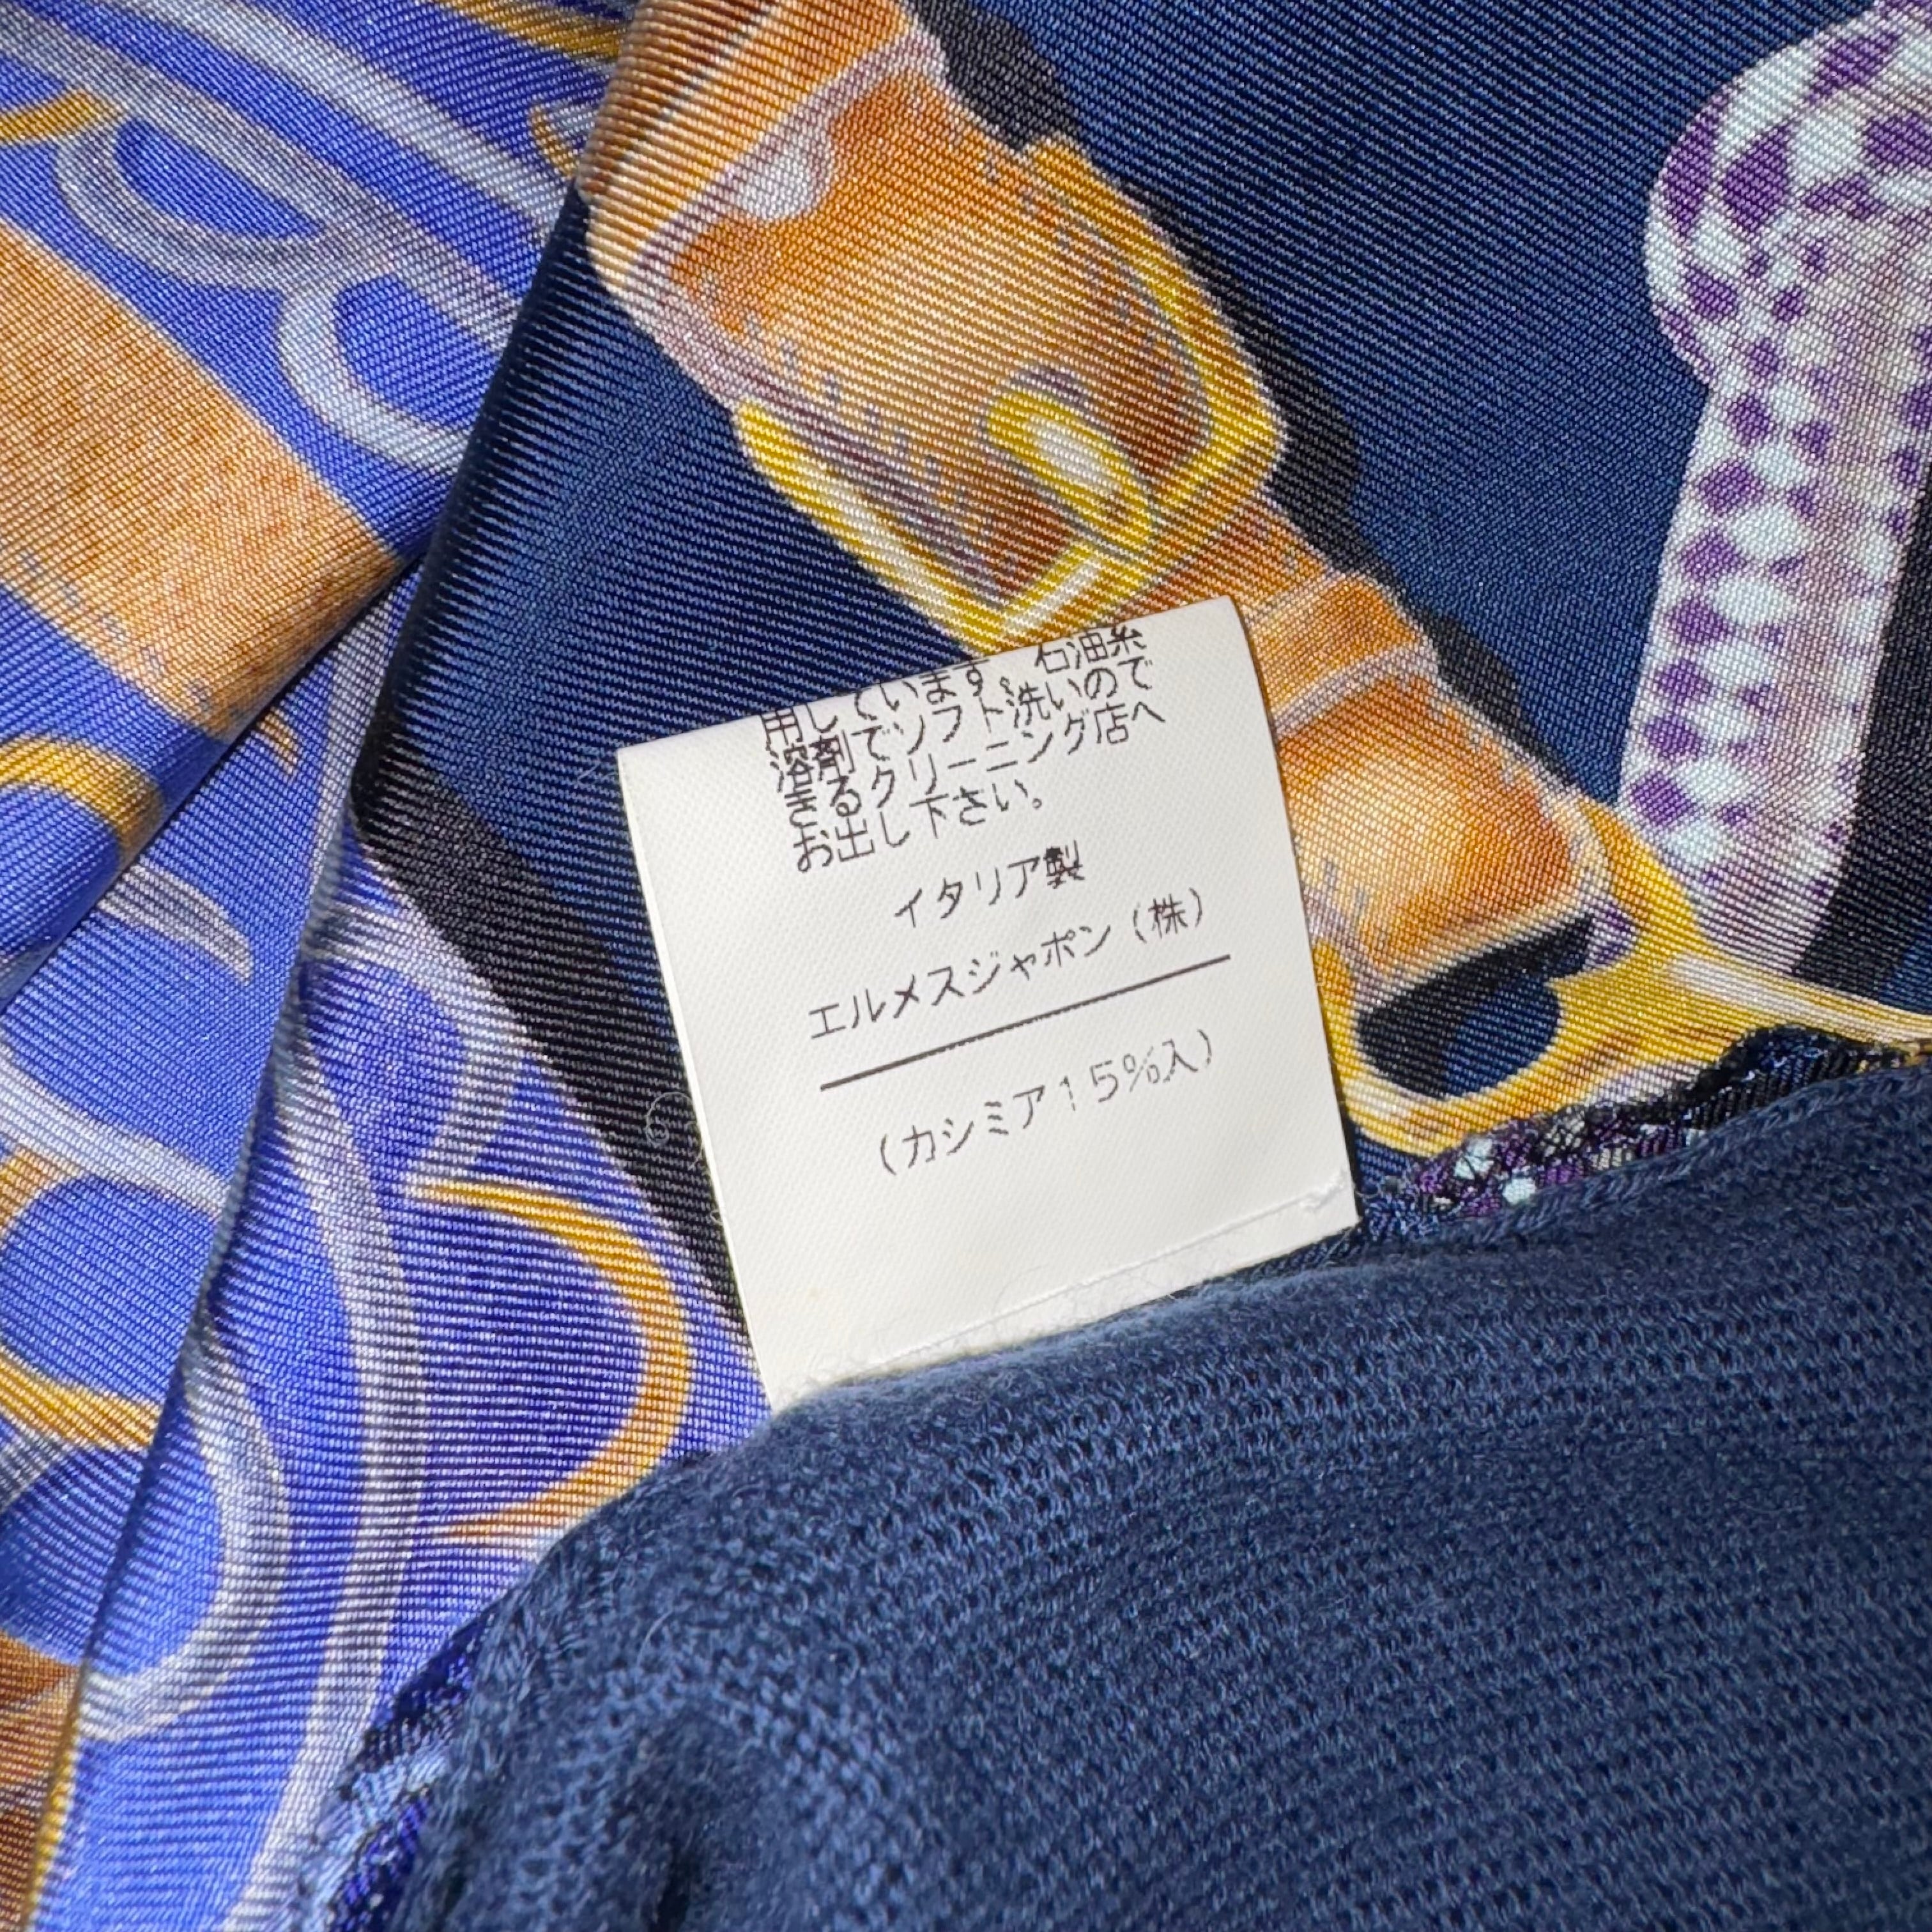 用しています。石油系
溶剤でソフト洗いので
きるクリーニング店へ
お出し下さい。
イタリア製
エルメスジャポン（株）
（カシミア１５％入）